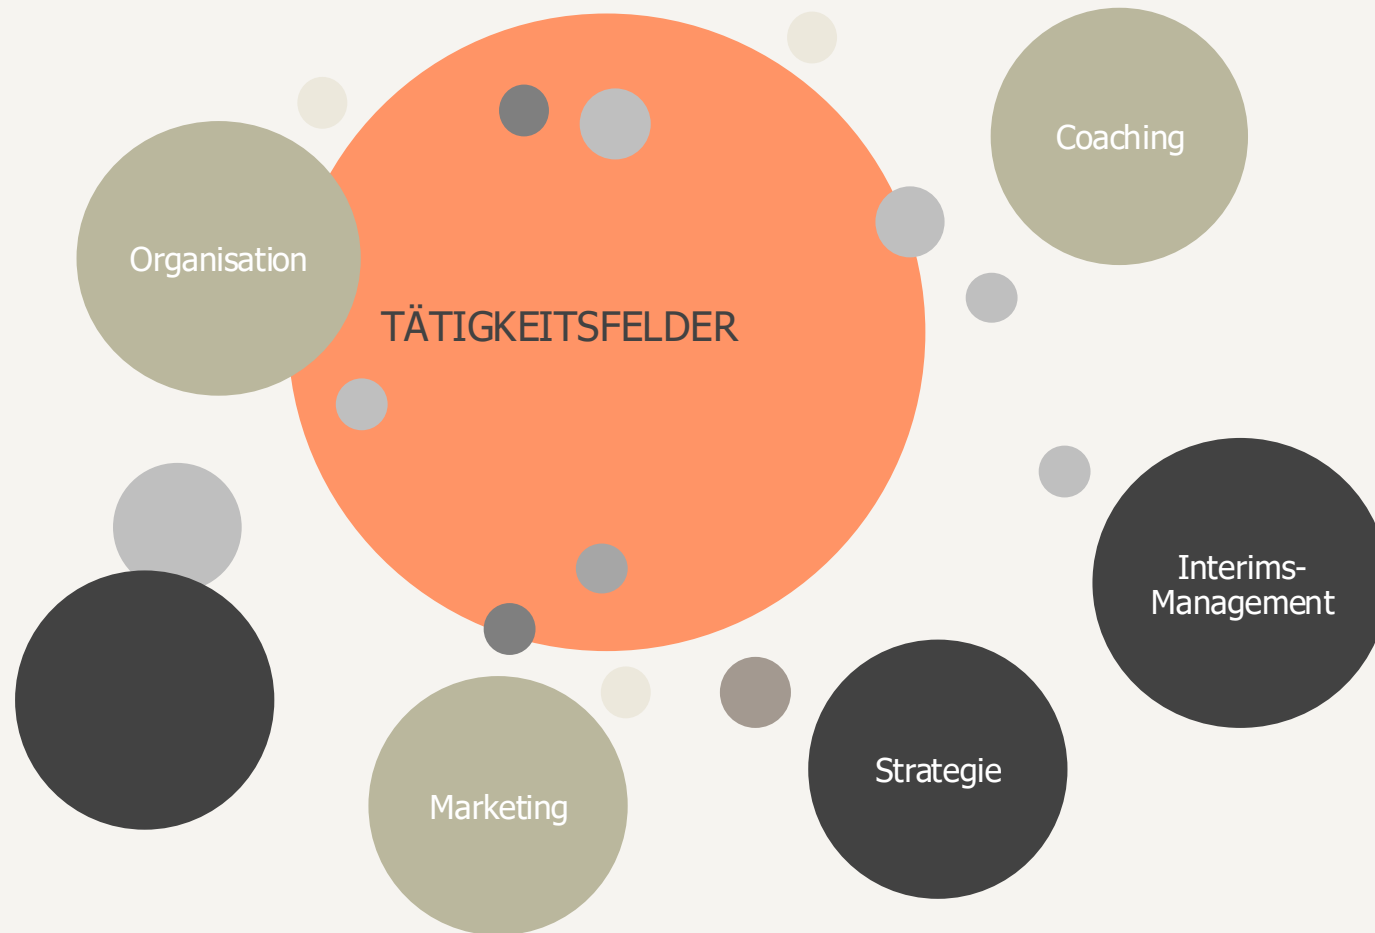 Coaching
Organisation
TÄTIGKEITSFELDER
Interims-
Management
Strategie
Marketing